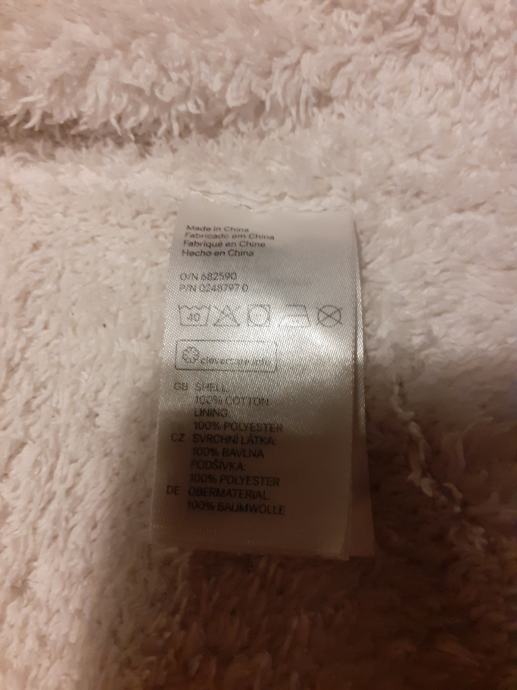 Made in China
Fabricado em China
Fabriqué en Chine
Hecho en China
O/N 682590
P/N 0248797 0
40
clevercare.info
GB SHELL:
100% COTTON
LINING:
100% POLYESTER
CZ SVRCHNÍ LÁTKA:
100% BAVLNA
PODŠÍVKA:
100% POLYESTER
DE OBERMATERIAL:
100% BAUMWOLLE